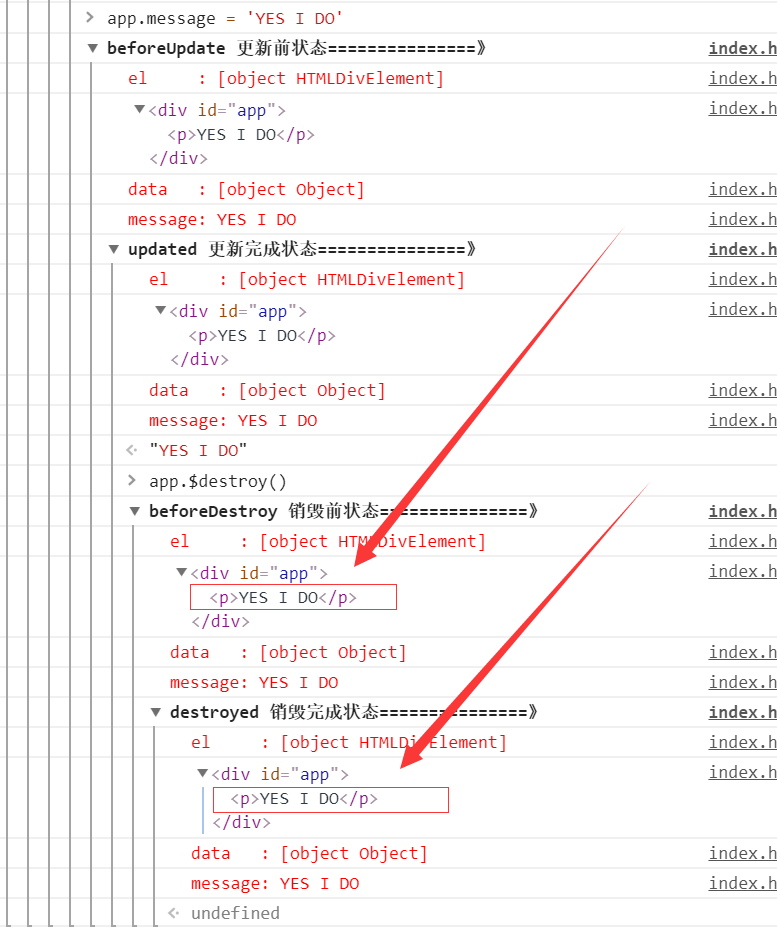 > app.message = 'YES I DO'
▼ beforeUpdate 更新前状态===============》 index.h
el     : [object HTMLDivElement] index.h
▼<div id="app"> index.h
<p>YES I DO</p>
</div>
data   : [object Object] index.h
message: YES I DO index.h
▼ updated 更新完成状态===============》 index.h
el     : [object HTMLDivElement] index.h
▼<div id="app"> index.h
<p>YES I DO</p>
</div>
data   : [object Object] index.h
message: YES I DO index.h
"YES I DO"
> app.$destroy()
▼ beforeDestroy 销毁前状态===============》 index.h
el     : [object HTMLDivElement] index.h
▼<div id="app"> index.h
<p>YES I DO</p>
</div>
data   : [object Object] index.h
message: YES I DO index.h
▼ destroyed 销毁完成状态===============》 index.h
el     : [object HTMLDivElement] index.h
▼<div id="app"> index.h
<p>YES I DO</p>
</div>
data   : [object Object] index.h
message: YES I DO index.h
undefined